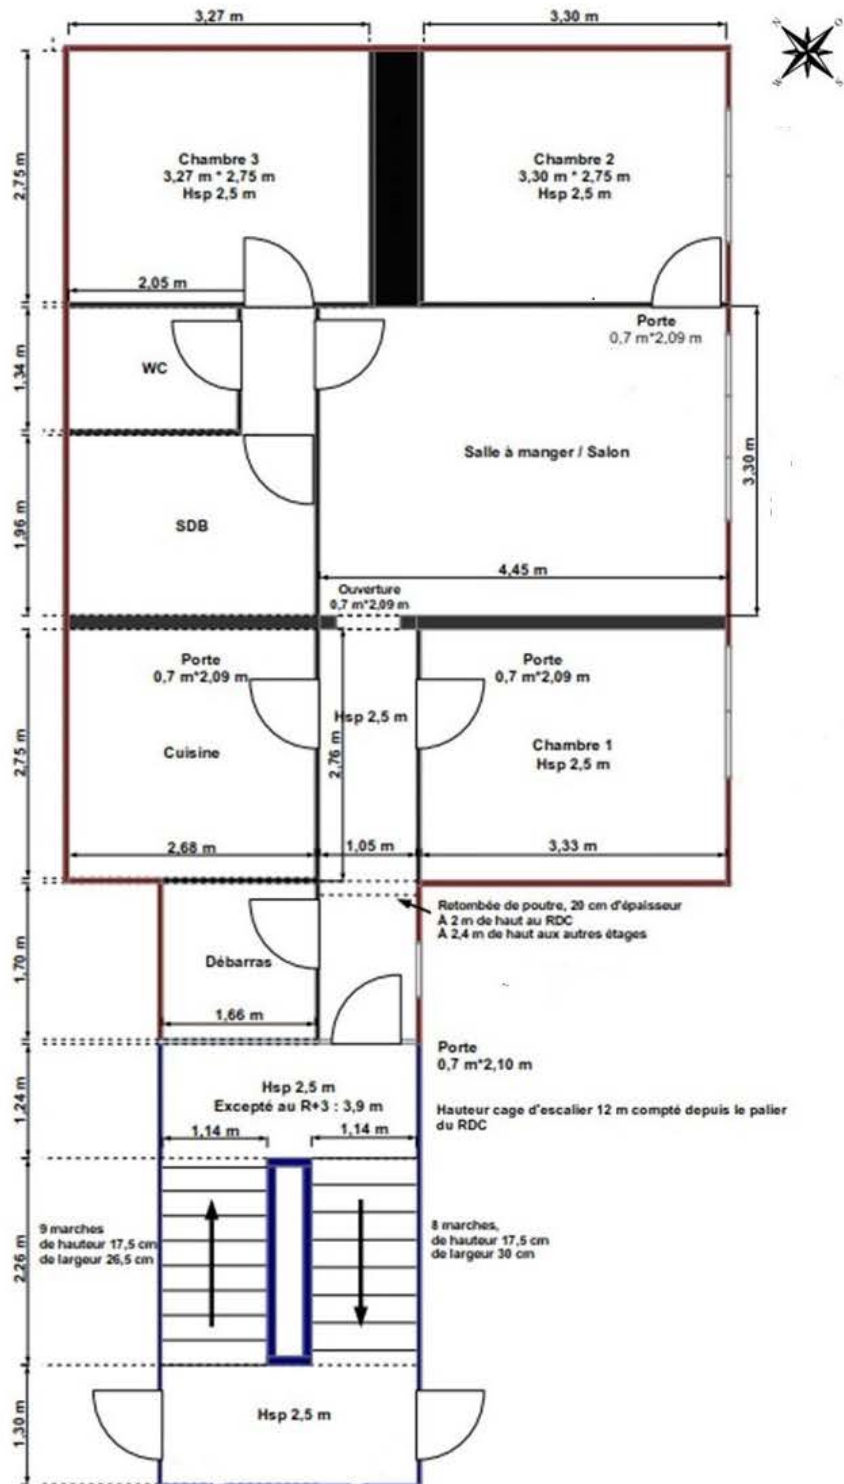 3,27 m
3,30 m
N
O
W
S
2,75 m
Chambre 3
3,27 m * 2,75 m
Hsp 2,5 m
Chambre 2
3,30 m * 2,75 m
Hsp 2,5 m
2,05 m
Porte
0,7 m*2,09 m
1,34 m
WC
Salle à manger / Salon
3,30 m
1,96 m
SDB
4,45 m
Ouverture
0,7 m*2,09 m
Porte
0,7 m*2,09 m
Porte
0,7 m*2,09 m
Hsp 2,5 m
2,75 m
Cuisine
2,76 m
Chambre 1
Hsp 2,5 m
2,68 m
1,05 m
3,33 m
Retombée de poutre, 20 cm d'épaisseur
À 2 m de haut au RDC
À 2,4 m de haut aux autres étages
1,70 m
Débarras
1,66 m
Porte
0,7 m*2,10 m
1,24 m
Hsp 2,5 m
Excepté au R+3 : 3,9 m
Hauteur cage d'escalier 12 m compté depuis le palier
du RDC
1,14 m
1,14 m
9 marches
de hauteur 17,5 cm
de largeur 26,5 cm
8 marches,
de hauteur 17,5 cm
de largeur 30 cm
2,26 m
1,30 m
Hsp 2,5 m